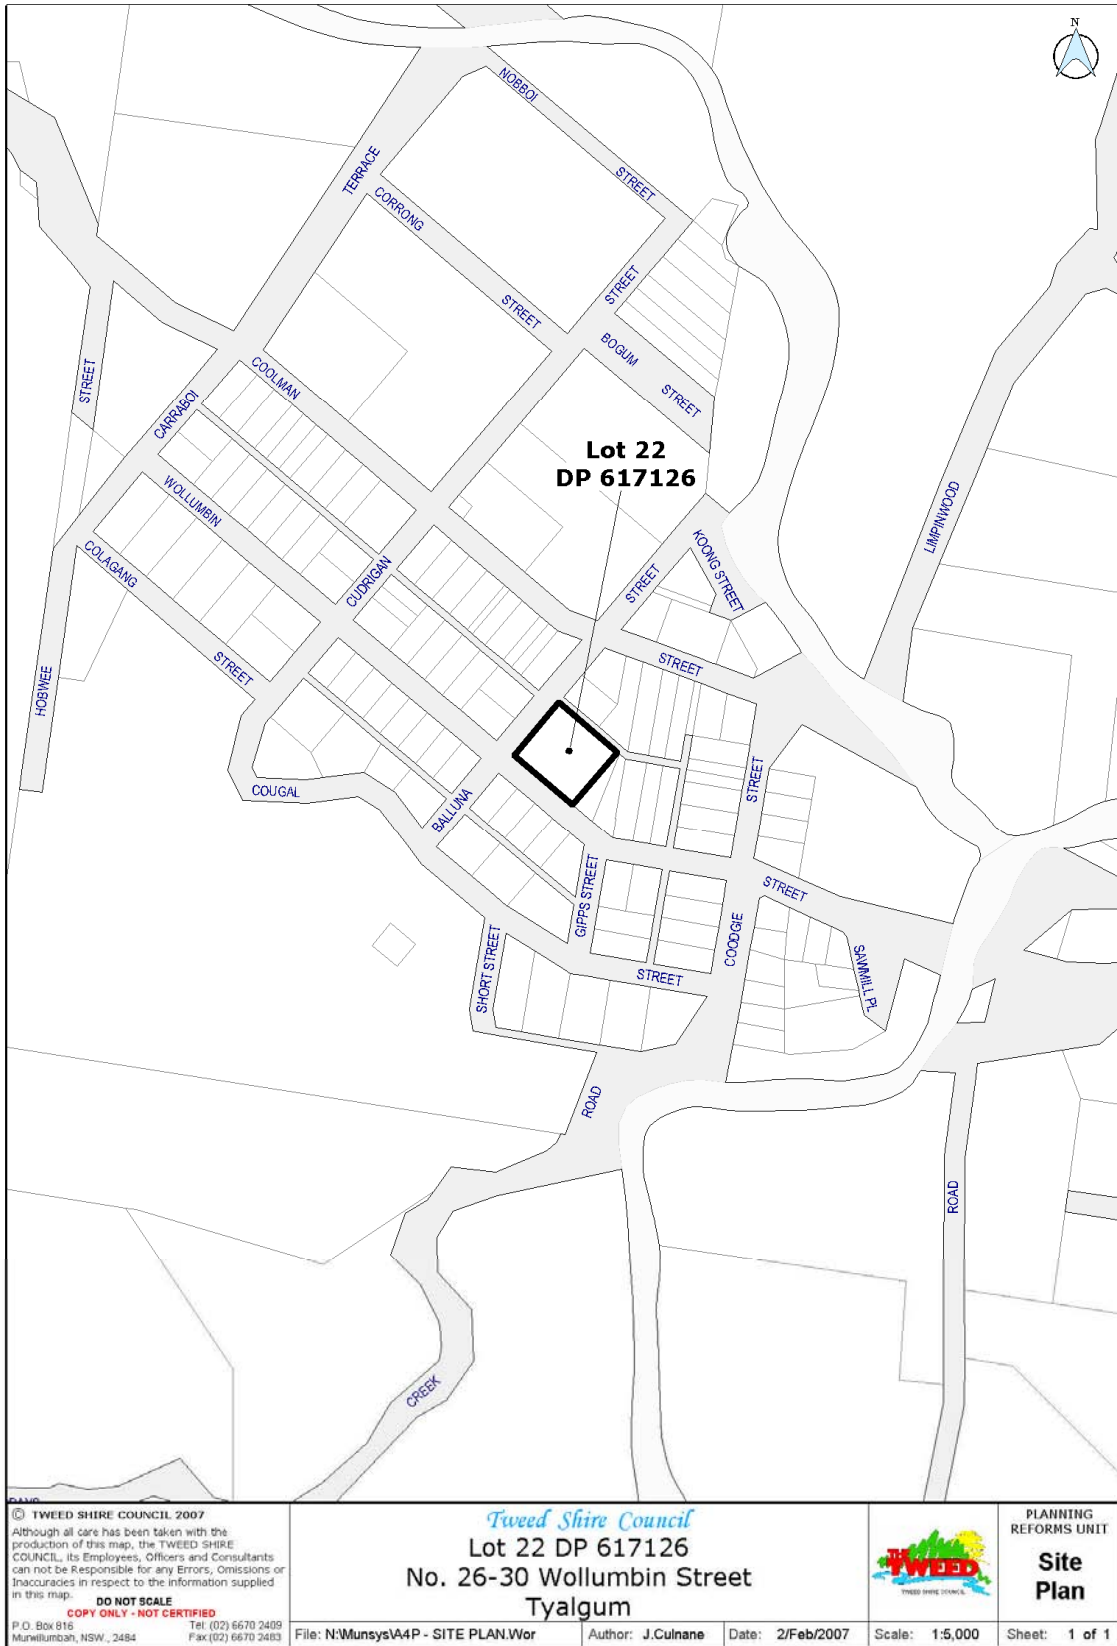 N
NOBBOI
STREET
TERRACE
CORRONG
STREET
STREET
BOGUM
STREET
STREET
COOLMAN
CARRABOI
WOLLUMBIN
COLAGANG
STREET
CUDRIGAN
Lot 22
DP 617126
KOONG STREET
STREET
LIMPINWOOD
STREET
HOBWEE
COUGAL
BALLUNA
STREET
GIPPS STREET
STREET
COODGIE
SAWMILL PL
SHORT STREET
STREET
ROAD
ROAD
CREEK
© TWEED SHIRE COUNCIL 2007
Although all care has been taken with the
production of this map, the TWEED SHIRE
COUNCIL, its Employees, Officers and Consultants
can not be Responsible for any Errors, Omissions or
Inaccuracies in respect to the information supplied
in this map.
DO NOT SCALE
COPY ONLY - NOT CERTIFIED
P.O. Box 816
Murwillumbah, NSW., 2484
Tel: (02) 6670 2409
Fax:(02) 6670 2483
Tweed Shire Council
Lot 22 DP 617126
No. 26-30 Wollumbin Street
Tyalgum
File: N:\Munsys\A4P - SITE PLAN.Wor
Author: J.Culnane
Date: 2/Feb/2007
THE TWEED
TWEED SHIRE COUNCIL
Scale: 1:5,000
PLANNING
REFORMS UNIT
Site
Plan
Sheet: 1 of 1